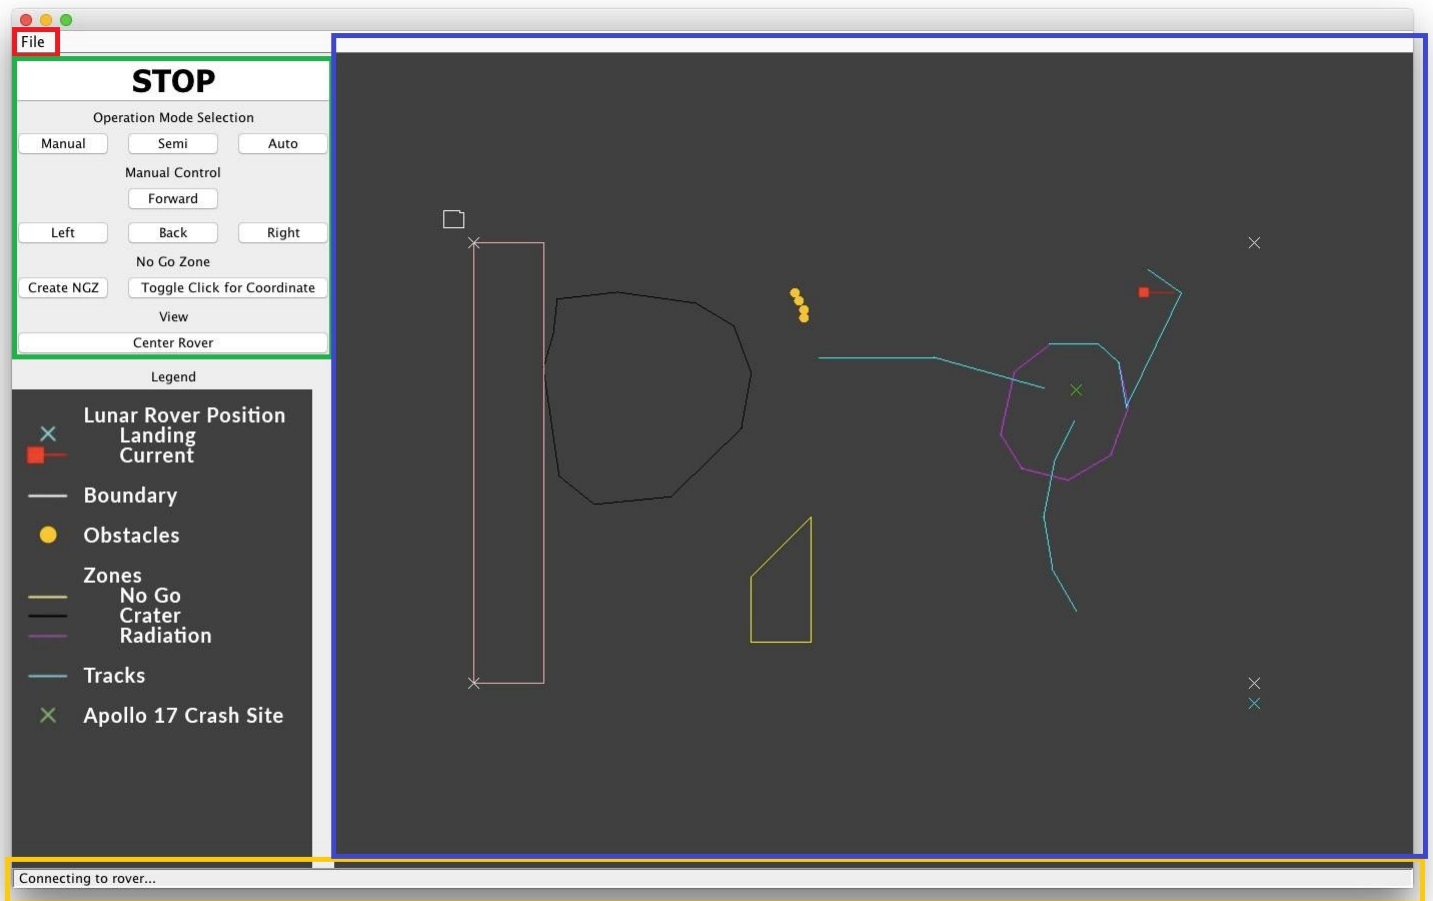 File
STOP
Operation Mode Selection
Manual Semi Auto
Manual Control
Forward
Left Back Right
No Go Zone
Create NGZ Toggle Click for Coordinate
View
Center Rover
Legend
Lunar Rover Position
Landing
Current
Boundary
Obstacles
Zones
No Go
Crater
Radiation
Tracks
Apollo 17 Crash Site
Connecting to rover...